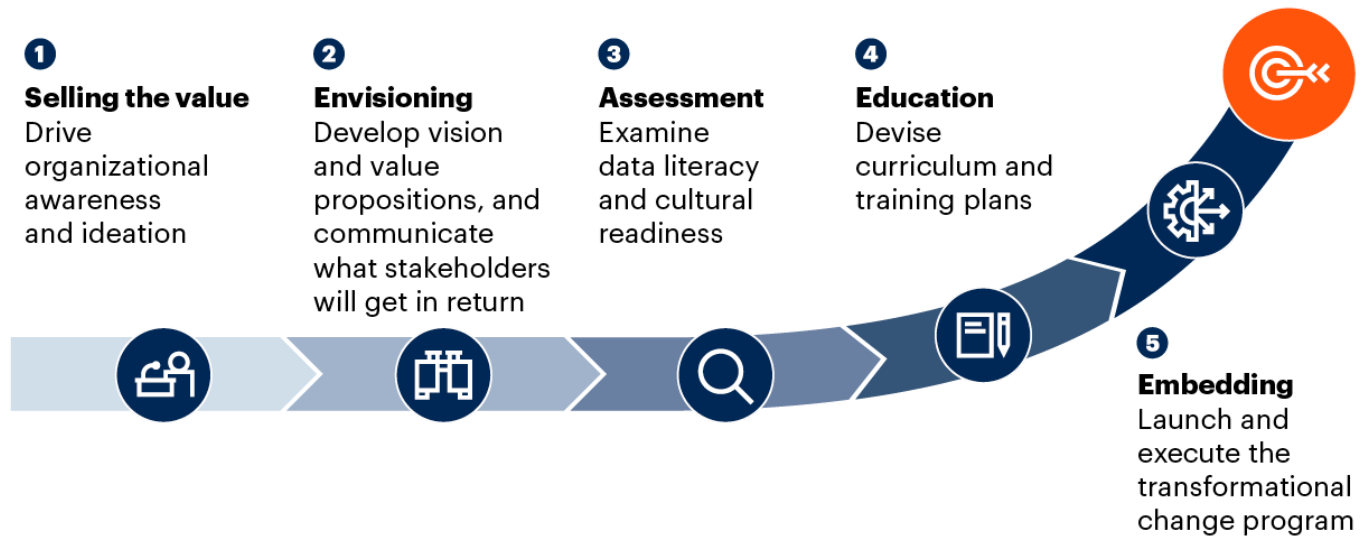 1
Selling the value
Drive
organizational
awareness
and ideation
2
Envisioning
Develop vision
and value
propositions, and
communicate
what stakeholders
will get in return
3
Assessment
Examine
data literacy
and cultural
readiness
4
Education
Devise
curriculum and
training plans
5
Embedding
Launch and
execute the
transformational
change program